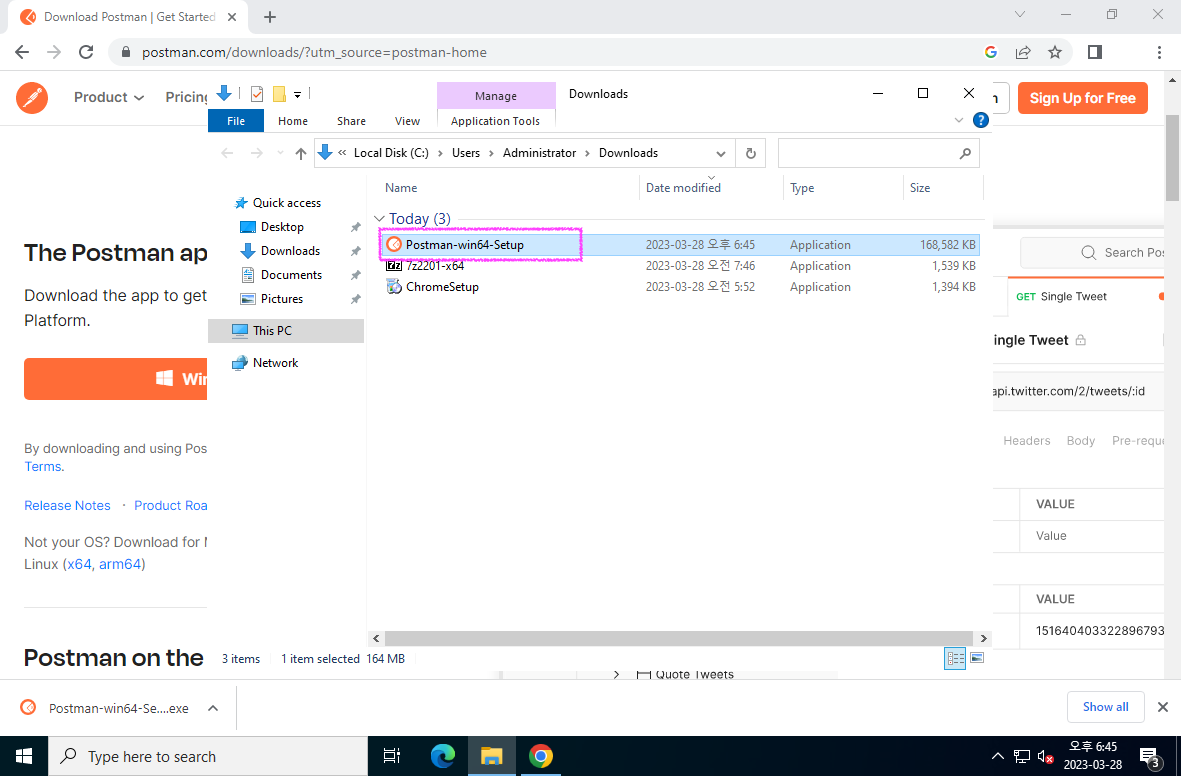 Download Postman | Get Started
postman.com/downloads/?utm_source=postman-home
Product
Pricing
Sign Up for Free
Manage
Downloads
File
Home
Share
View
Application Tools
Local Disk (C:) › Users › Administrator › Downloads
Name
Date modified
Type
Size
Quick access
Desktop
Downloads
Documents
Pictures
This PC
Network
Today (3)
Postman-win64-Setup 2023-03-28 오후 6:45 Application 168,582 KB
7z2201-x64 2023-03-28 오전 7:46 Application 1,539 KB
ChromeSetup 2023-03-28 오전 5:52 Application 1,394 KB
3 items
1 item selected 164 MB
The Postman ap
Download the app to get
Platform.
Win
By downloading and using Pos
Terms.
Release Notes · Product Roa
Not your OS? Download for M
Linux (x64, arm64)
Postman on the
Search Pos
GET Single Tweet
ingle Tweet
api.twitter.com/2/tweets/:id
Headers Body Pre-reque
VALUE
Value
VALUE
151640403322896793
Quote Tweets
Postman-win64-Se....exe
Show all
Type here to search
오후 6:45
2023-03-28
3